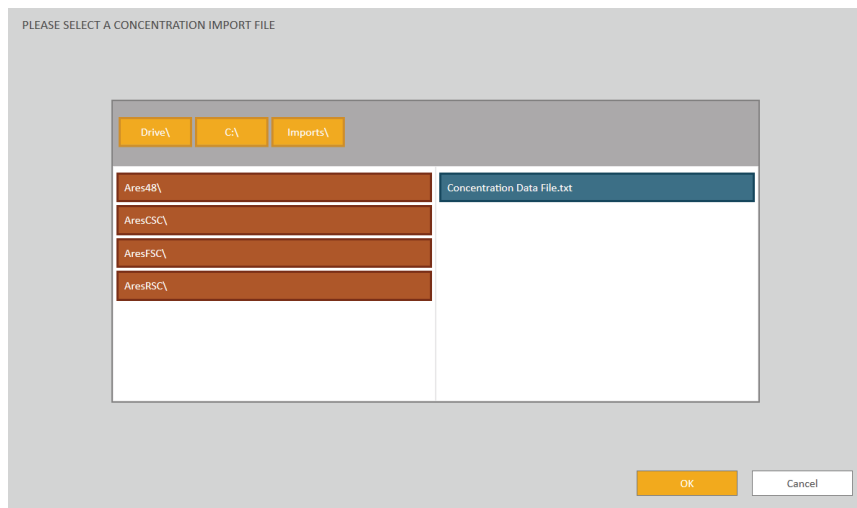 PLEASE SELECT A CONCENTRATION IMPORT FILE
Drive\ C:\ Imports\
Ares48\ Concentration Data File.txt
AresCSC\
AresFSC\
AresRSC\
OK Cancel